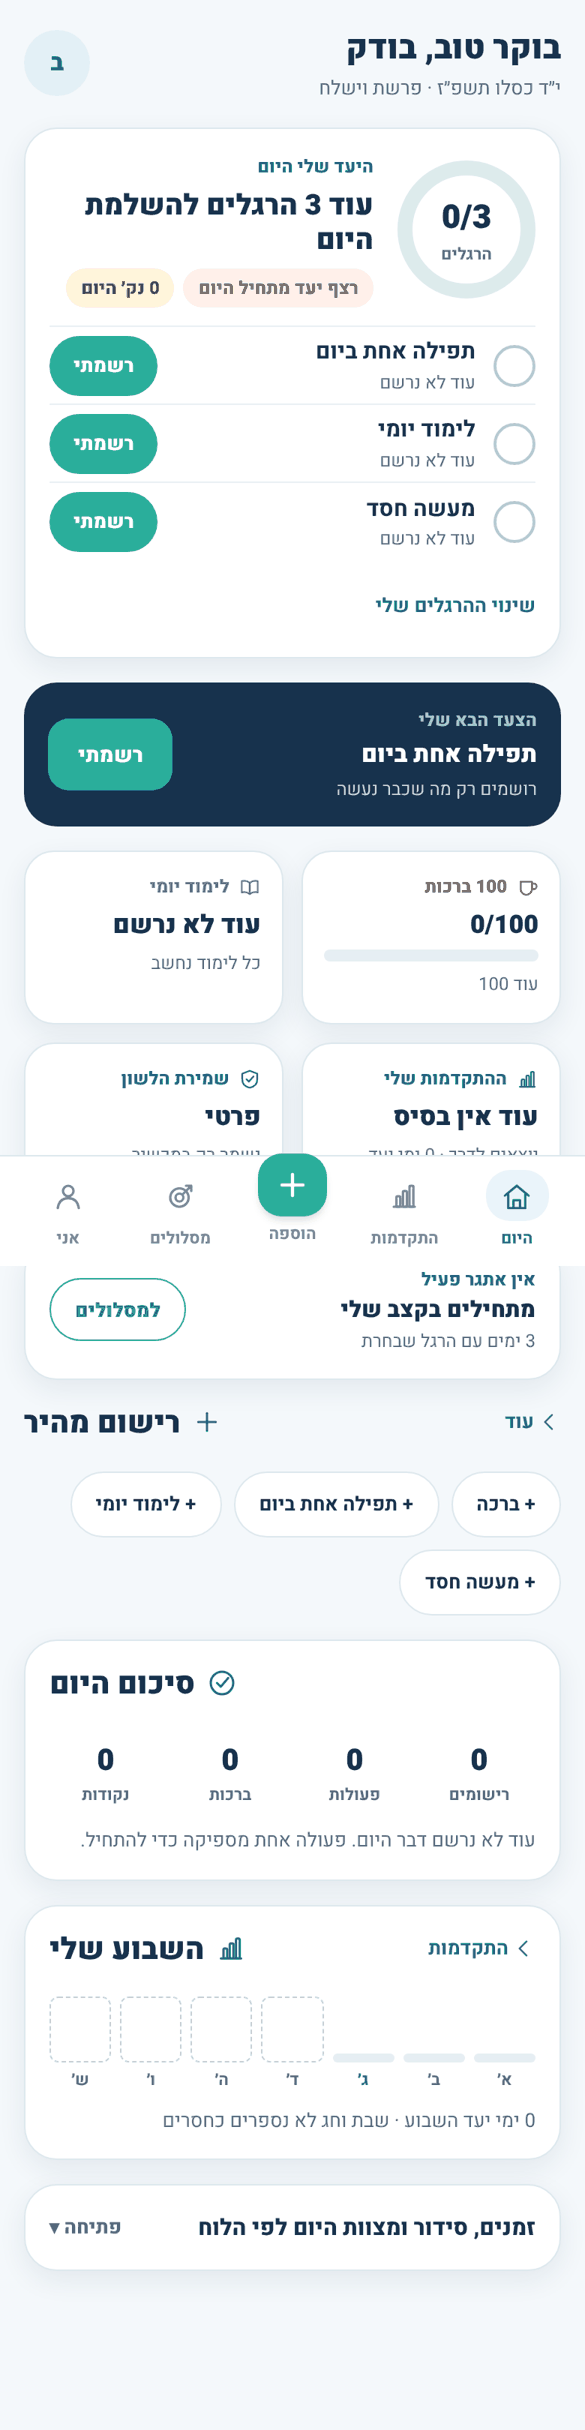 בוקר טוב, בודק
י״ד כסלו תשפ״ז · פרשת וישלח
ב
היעד שלי היום
עוד 3 הרגלים להשלמת
היום
0/3
הרגלים
רצף יעד מתחיל היום
0 נק׳ היום
תפילה אחת ביום
עוד לא נרשם
רשמתי
לימוד יומי
עוד לא נרשם
רשמתי
מעשה חסד
עוד לא נרשם
רשמתי
שינוי ההרגלים שלי
הצעד הבא שלי
תפילה אחת ביום
רושמים רק מה שכבר נעשה
רשמתי
100 ברכות
0/100
עוד 100
לימוד יומי
עוד לא נרשם
כל לימוד נחשב
ההתקדמות שלי
עוד אין בסיס
שמירת הלשון
פרטי
היום
התקדמות
הוספה
מסלולים
אני
אין אתגר פעיל
מתחילים בקצב שלי
3 ימים עם הרגל שבחרת
למסלולים
עוד
רישום מהיר
+ ברכה
+ תפילה אחת ביום
+ לימוד יומי
+ מעשה חסד
סיכום היום
0 רישומים
0 פעולות
0 ברכות
0 נקודות
עוד לא נרשם דבר היום. פעולה אחת מספיקה כדי להתחיל.
התקדמות
השבוע שלי
א׳ ב׳ ג׳ ד׳ ה׳ ו׳ ש׳
0 ימי יעד השבוע · שבת וחג לא נספרים כחסרים
זמנים, סידור ומצוות היום לפי הלוח
פתיחה ▾